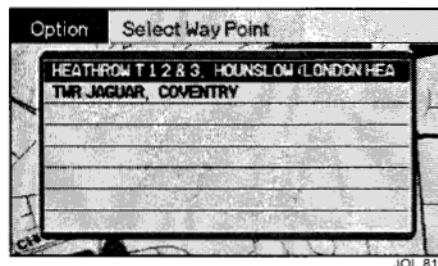 Option Select Way Point
HEATHROW T 1 2 & 3, HOUNSLOW (LONDON HEA
TWR JAGUAR, COVENTRY
JOL 81